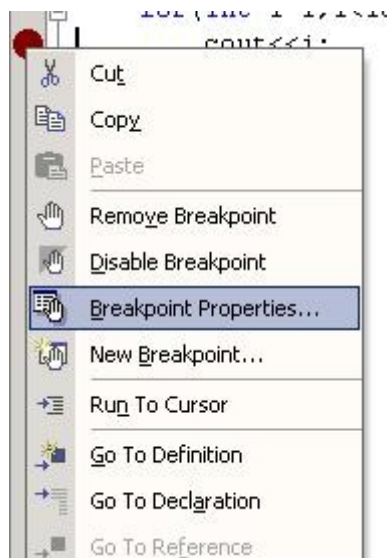 cout<<i;
Cut
Copy
Paste
Remove Breakpoint
Disable Breakpoint
Breakpoint Properties...
New Breakpoint...
Run To Cursor
Go To Definition
Go To Declaration
Go To Reference